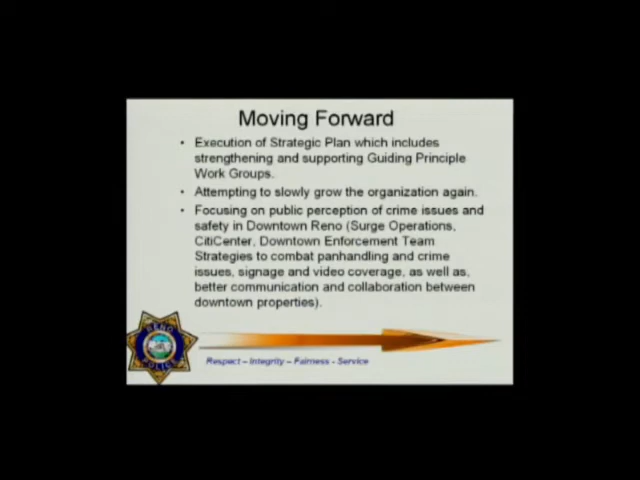 Moving Forward
• Execution of Strategic Plan which includes
strengthening and supporting Guiding Principle
Work Groups.
• Attempting to slowly grow the organization again.
• Focusing on public perception of crime issues and
safety in Downtown Reno (Surge Operations,
CitiCenter, Downtown Enforcement Team
Strategies to combat panhandling and crime
issues, signage and video coverage, as well as,
better communication and collaboration between
downtown properties).
RENO
POLICE
Respect – Integrity – Fairness - Service